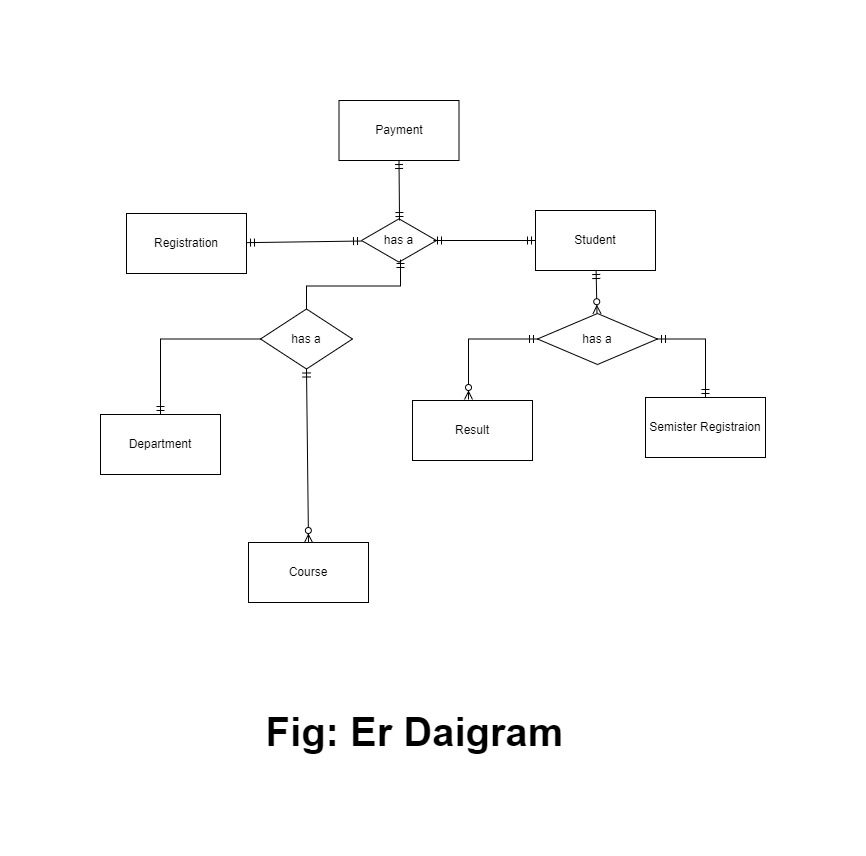 Payment
Registration
has a
Student
has a
has a
Department
Result
Semister Registraion
Course
Fig: Er Daigram